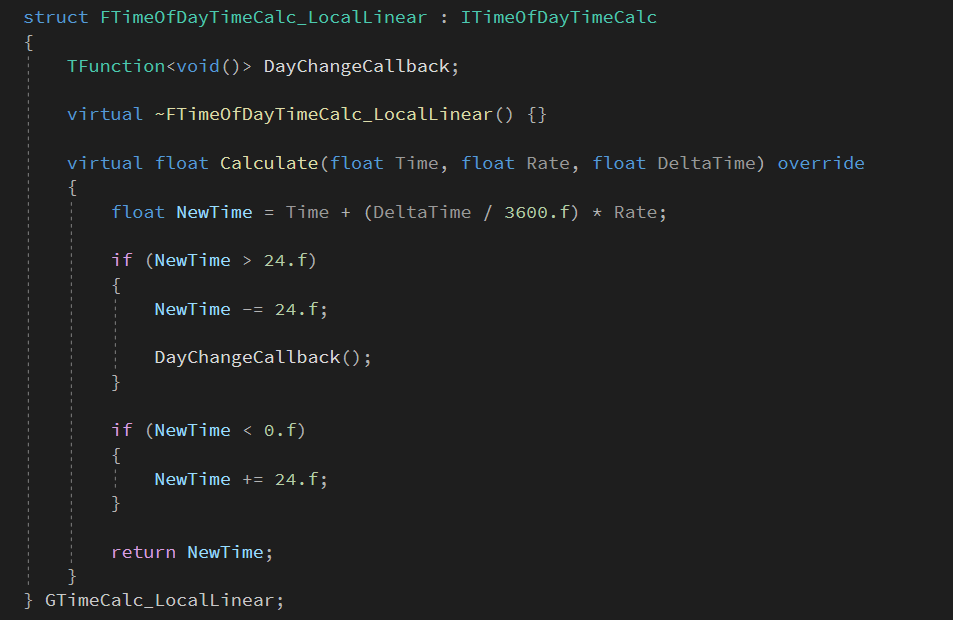 struct FTimeOfDayTimeCalc_LocalLinear : ITimeOfDayTimeCalc
{
TFunction<void()> DayChangeCallback;
virtual ~FTimeOfDayTimeCalc_LocalLinear() {}
virtual float Calculate(float Time, float Rate, float DeltaTime) override
{
float NewTime = Time + (DeltaTime / 3600.f) * Rate;
if (NewTime > 24.f)
{
NewTime -= 24.f;
DayChangeCallback();
}
if (NewTime < 0.f)
{
NewTime += 24.f;
}
return NewTime;
}
} GTimeCalc_LocalLinear;